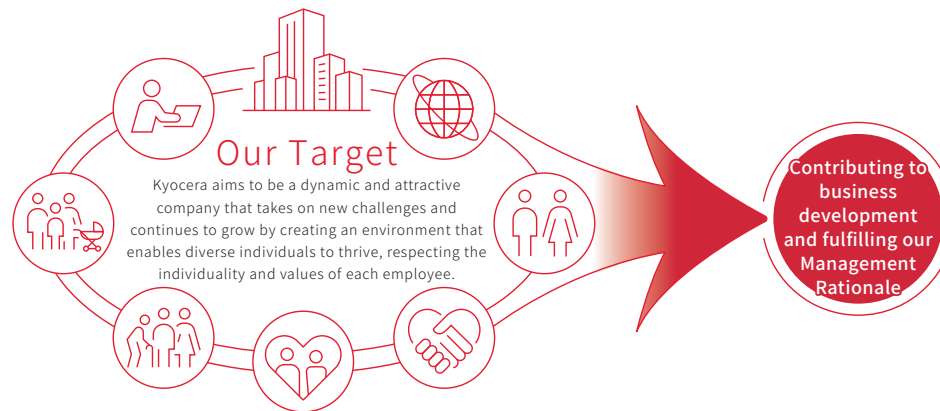 Our Target
Kyocera aims to be a dynamic and attractive
company that takes on new challenges and
continues to grow by creating an environment that
enables diverse individuals to thrive, respecting the
individuality and values of each employee.
Contributing to
business
development
and fulfilling our
Management
Rationale